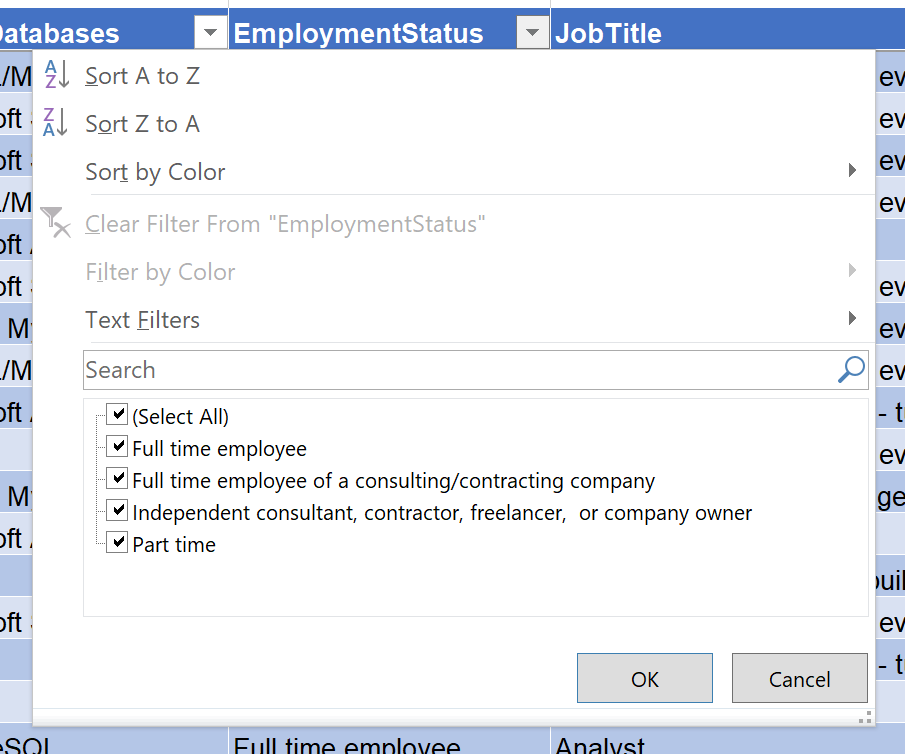 atabases EmploymentStatus JobTitle
A Z Sort A to Z
Z A Sort Z to A
Sort by Color
Clear Filter From "EmploymentStatus"
Filter by Color
Text Filters
Search
(Select All)
Full time employee
Full time employee of a consulting/contracting company
Independent consultant, contractor, freelancer, or company owner
Part time
OK Cancel
eSQL Full time employee Analyst